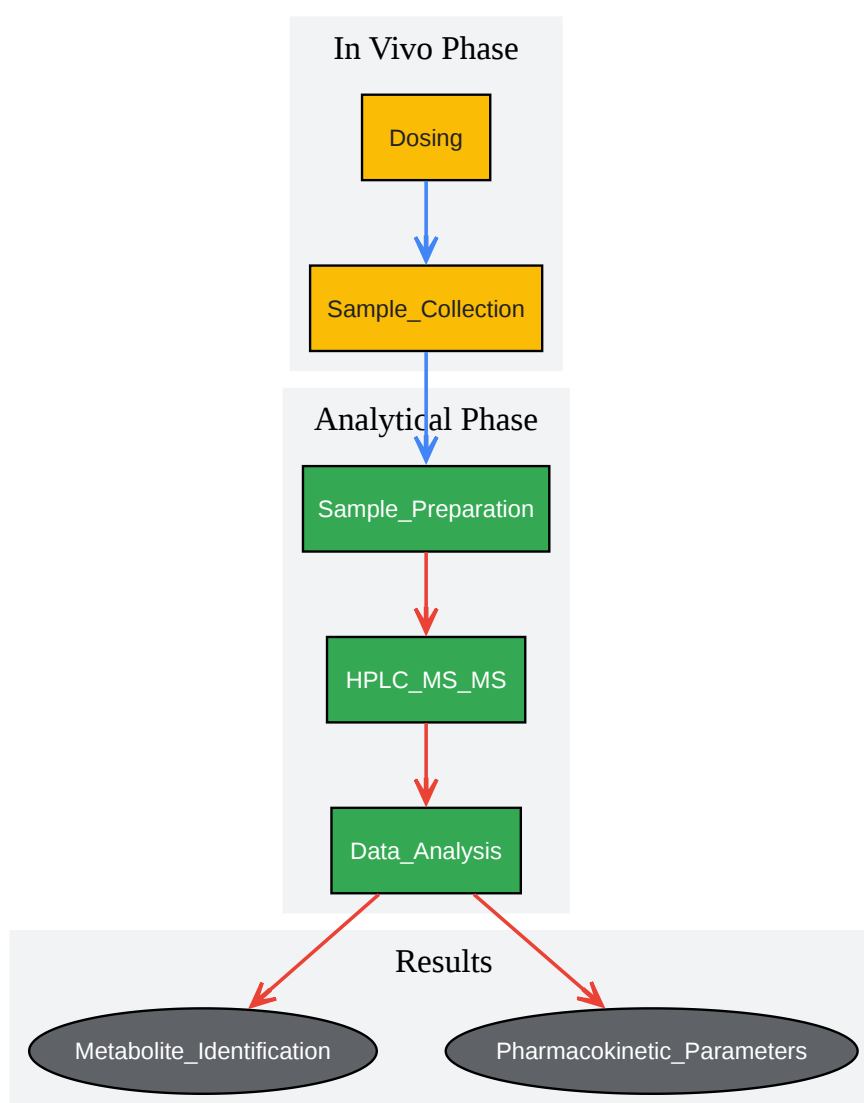 In Vivo Phase
Dosing
Sample_Collection
Analytical Phase
Sample_Preparation
HPLC_MS_MS
Data_Analysis
Results
Metabolite_Identification
Pharmacokinetic_Parameters